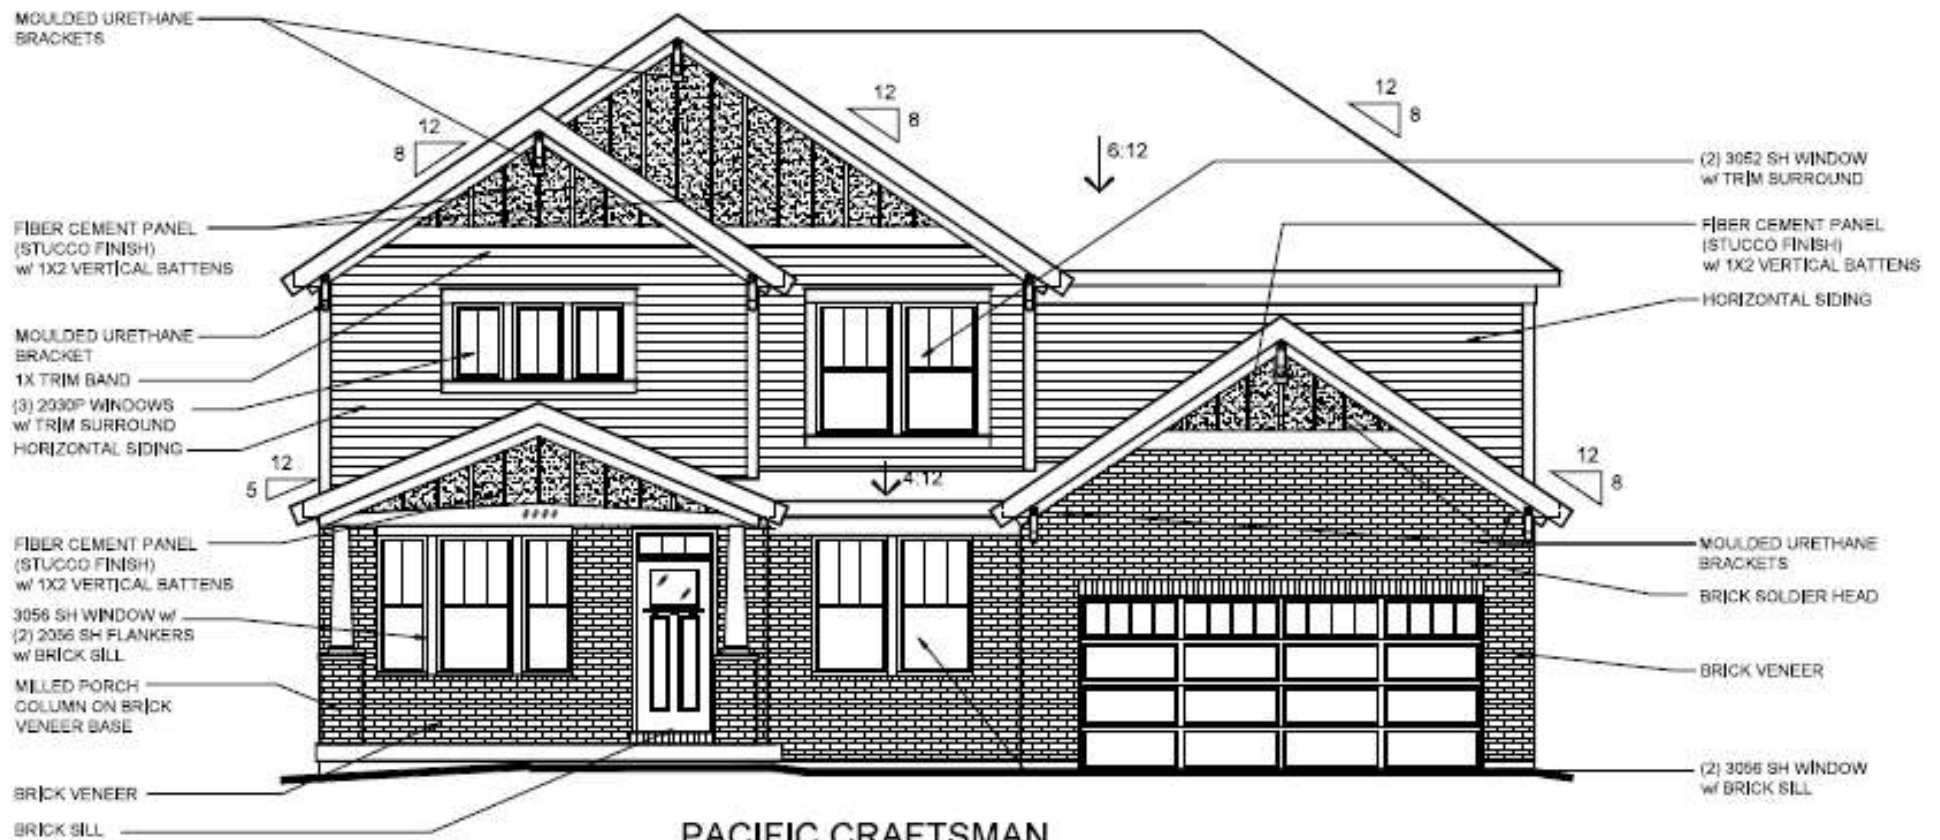 MOULDED URETHANE
BRACKETS
12
8
12
8
12
8
6:12
(2) 3052 SH WINDOW
w/ TRIM SURROUND
FIBER CEMENT PANEL
(STUCCO FINISH)
w/ 1X2 VERTICAL BATTENS
FIBER CEMENT PANEL
(STUCCO FINISH)
w/ 1X2 VERTICAL BATTENS
HORIZONTAL SIDING
MOULDED URETHANE
BRACKET
1X TRIM BAND
(3) 2030P WINDOWS
w/ TRIM SURROUND
HORIZONTAL SIDING
12
5
4:12
12
8
FIBER CEMENT PANEL
(STUCCO FINISH)
w/ 1X2 VERTICAL BATTENS
MOULDED URETHANE
BRACKETS
BRICK SOLDIER HEAD
3056 SH WINDOW w/
(2) 2056 SH FLANKERS
w/ BRICK SILL
BRICK VENEER
MILLED PORCH
COLUMN ON BRICK
VENEER BASE
(2) 3056 SH WINDOW
w/ BRICK SILL
BRICK VENEER
BRICK SILL
PACIFIC CRAFTSMAN